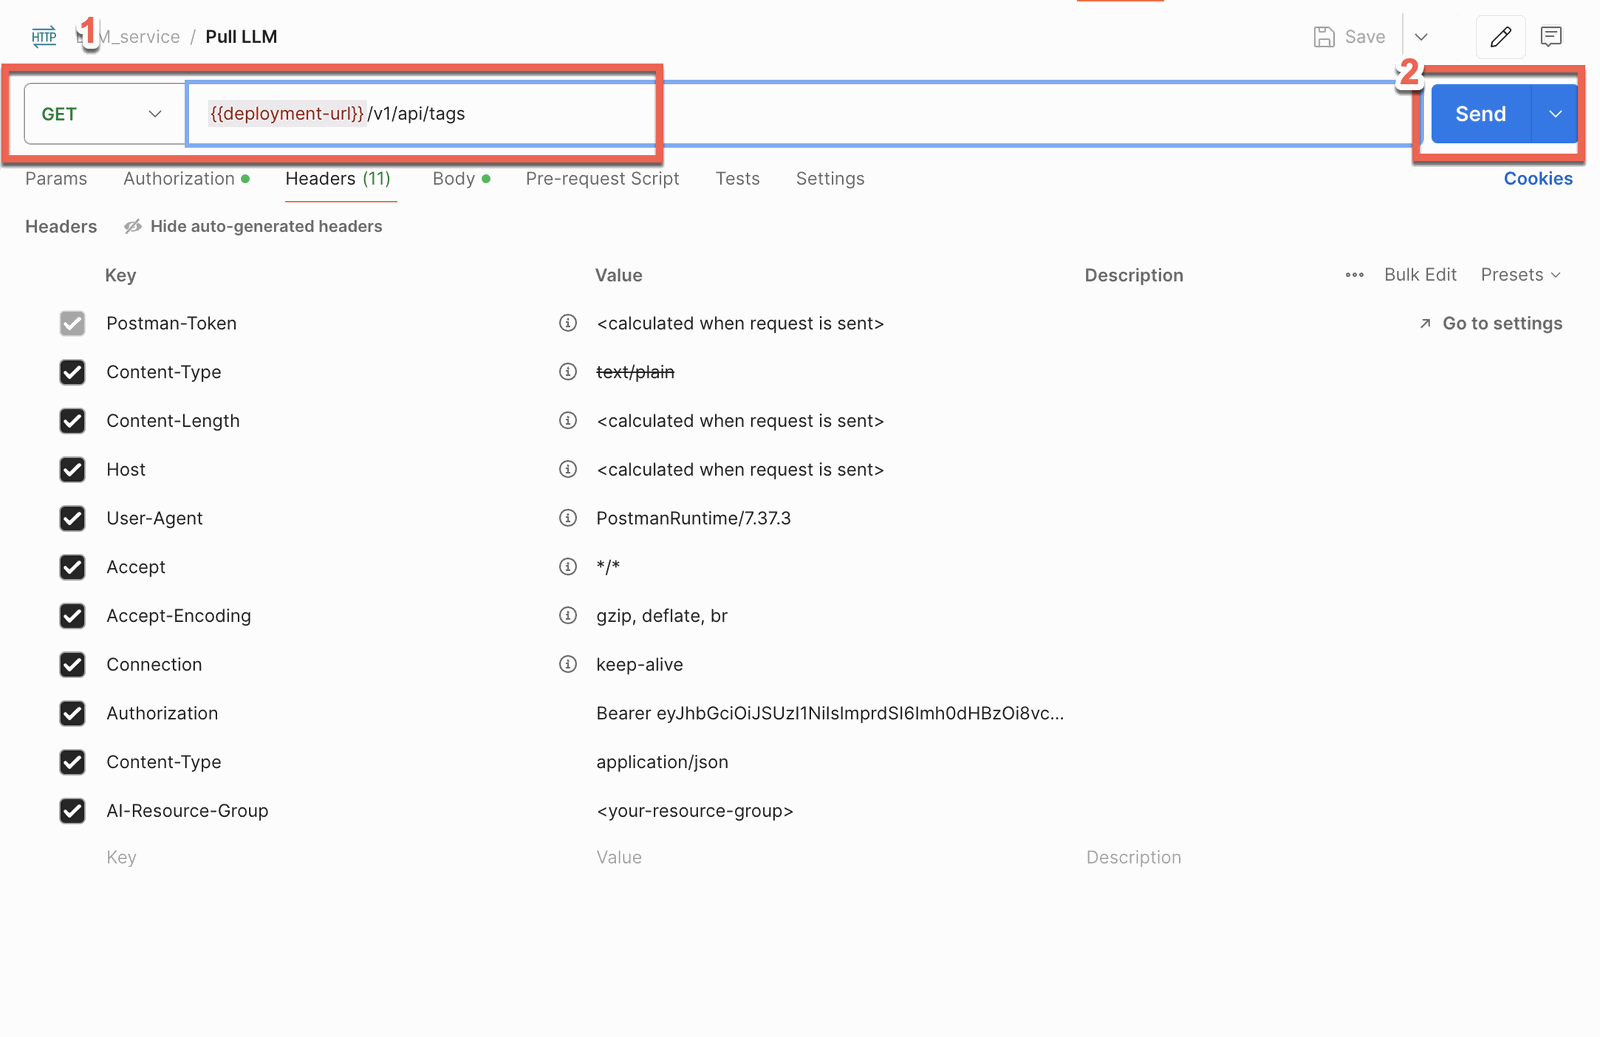 HTTP 1 M_service / Pull LLM Save
2
GET {{deployment-url}}/v1/api/tags Send
Params Authorization Headers (11) Body Pre-request Script Tests Settings Cookies
Headers Hide auto-generated headers
Key Value Description ••• Bulk Edit Presets
Postman-Token <calculated when request is sent> Go to settings
Content-Type text/plain
Content-Length <calculated when request is sent>
Host <calculated when request is sent>
User-Agent PostmanRuntime/7.37.3
Accept */*
Accept-Encoding gzip, deflate, br
Connection keep-alive
Authorization Bearer eyJhbGciOiJSUzI1NiIsImprdSI6Imh0dHBzOi8vc...
Content-Type application/json
AI-Resource-Group <your-resource-group>
Key Value Description